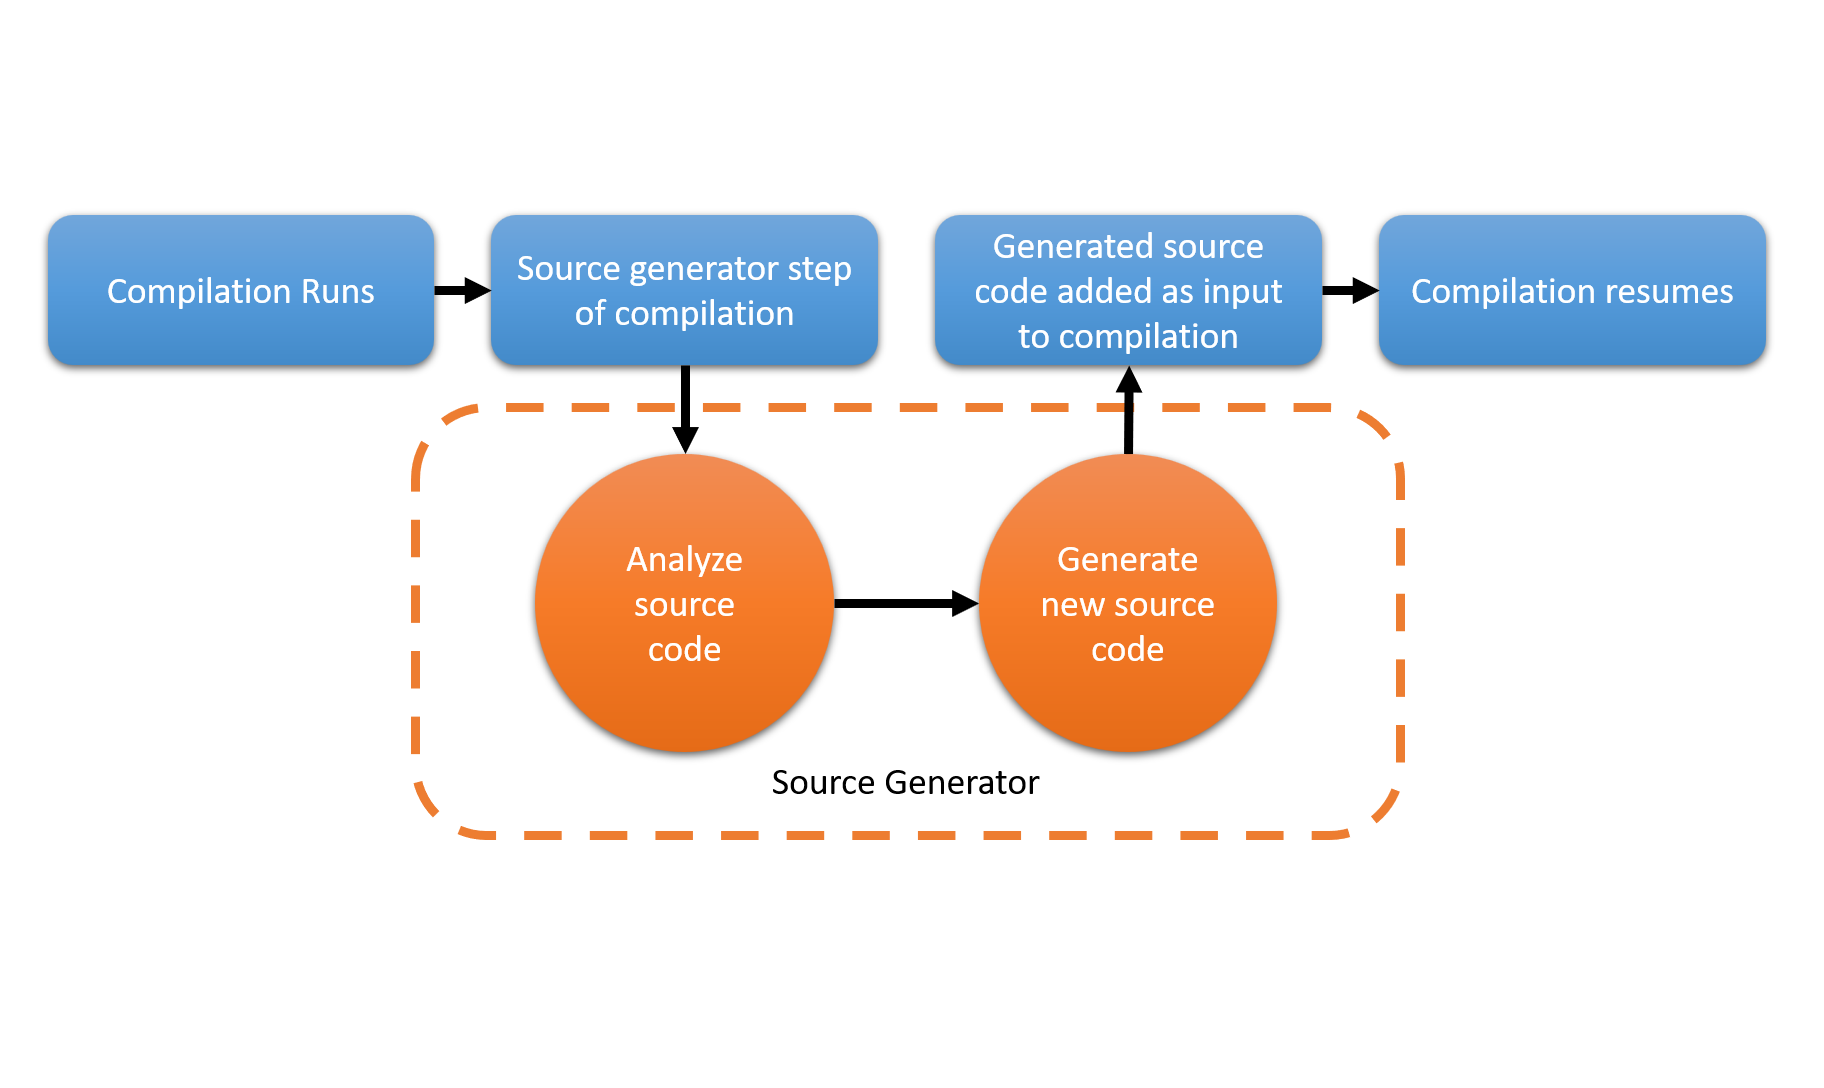 Compilation Runs
Source generator step
of compilation
Generated source
code added as input
to compilation
Compilation resumes
Analyze
source
code
Generate
new source
code
Source Generator